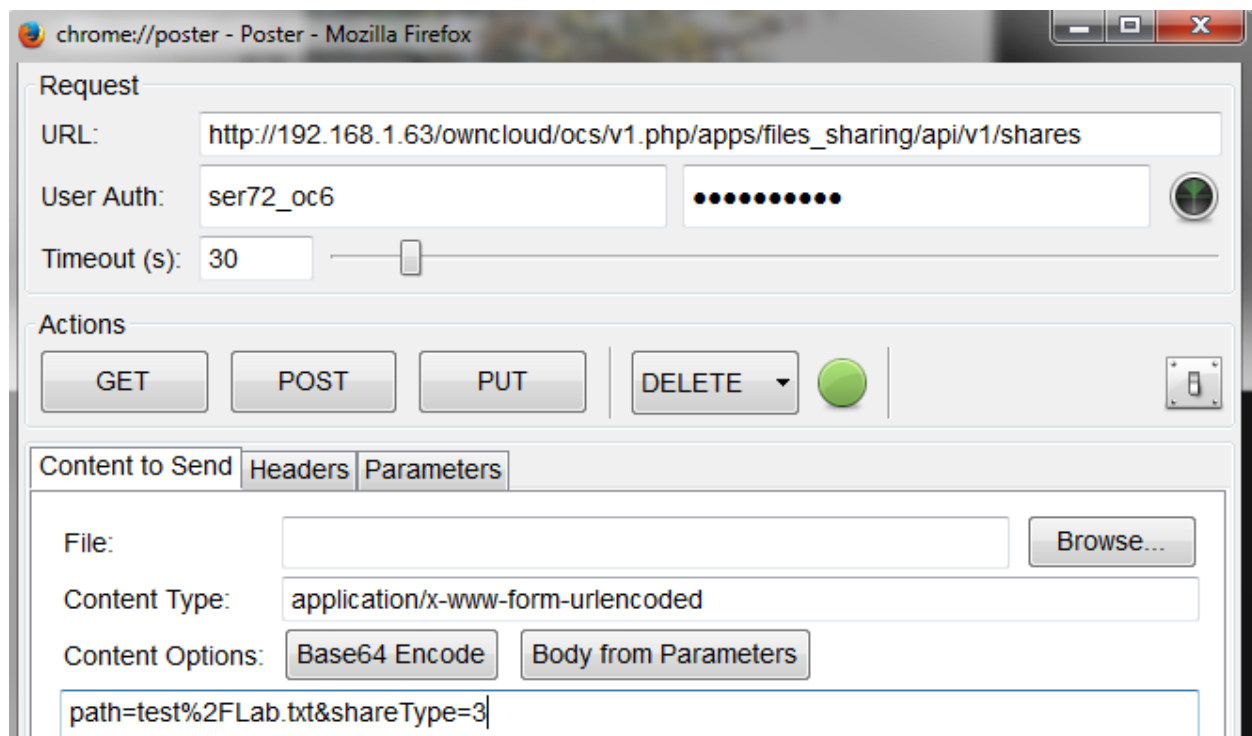 chrome://poster - Poster - Mozilla Firefox
Request
URL: http://192.168.1.63/owncloud/ocs/v1.php/apps/files_sharing/api/v1/shares
User Auth: ser72_oc6 ●●●●●●●●●●
Timeout (s): 30
Actions
GET POST PUT DELETE
Content to Send Headers Parameters
File: Browse...
Content Type: application/x-www-form-urlencoded
Content Options: Base64 Encode Body from Parameters
path=test%2FLab.txt&shareType=3